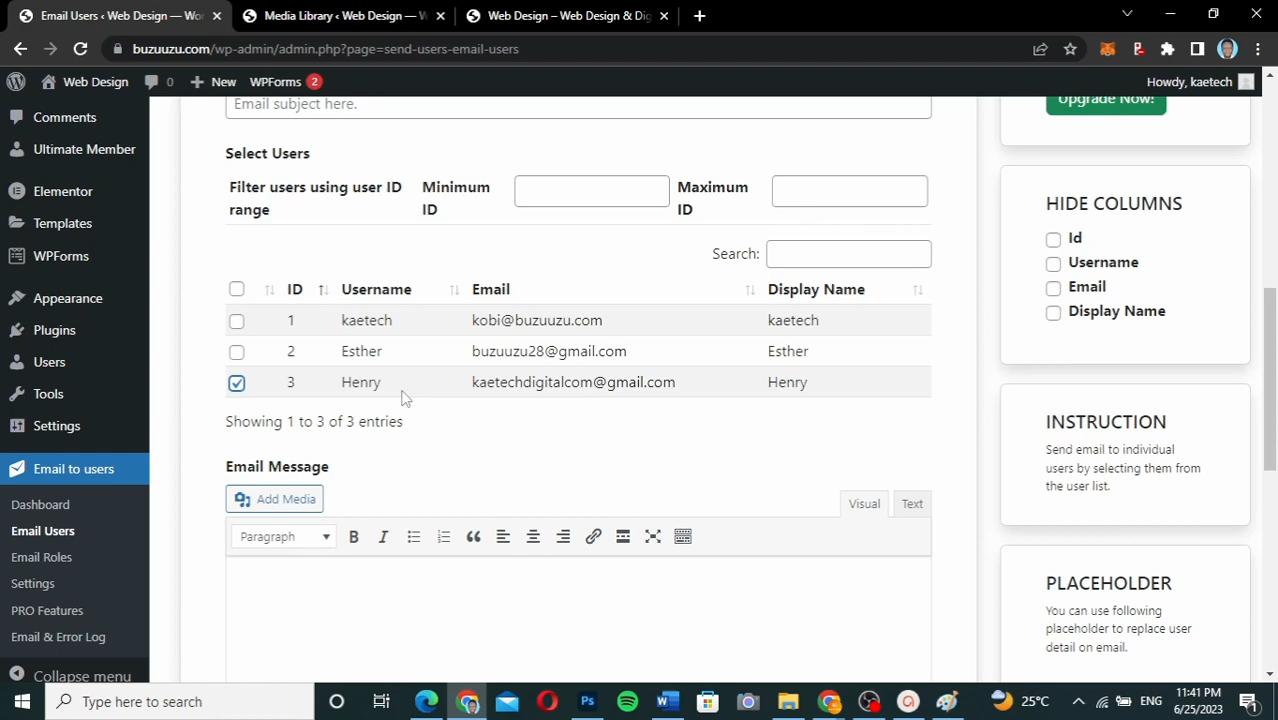 Email Users ‹ Web Design — Wor
Media Library ‹ Web Design — W
Web Design – Web Design & Dig
buzuuzu.com/wp-admin/admin.php?page=send-users-email-users
Web Design
0
New
WPForms 2
Howdy, kaetech
Comments
Ultimate Member
Elementor
Templates
WPForms
Appearance
Plugins
Users
Tools
Settings
Email to users
Dashboard
Email Users
Email Roles
Settings
PRO Features
Email & Error Log
Collapse menu
Email subject here.
Select Users
Filter users using user ID range
Minimum ID
Maximum ID
Search:
ID Username Email Display Name
1 kaetech kobi@buzuuzu.com kaetech
2 Esther buzuuzu28@gmail.com Esther
3 Henry kaetechdigitalcom@gmail.com Henry
Showing 1 to 3 of 3 entries
Email Message
Add Media
Visual Text
Paragraph
Upgrade Now!
HIDE COLUMNS
Id
Username
Email
Display Name
INSTRUCTION
Send email to individual
users by selecting them from
the user list.
PLACEHOLDER
You can use following
placeholder to replace user
detail on email.
Type here to search
25°C
ENG
11:41 PM
6/25/2023
1